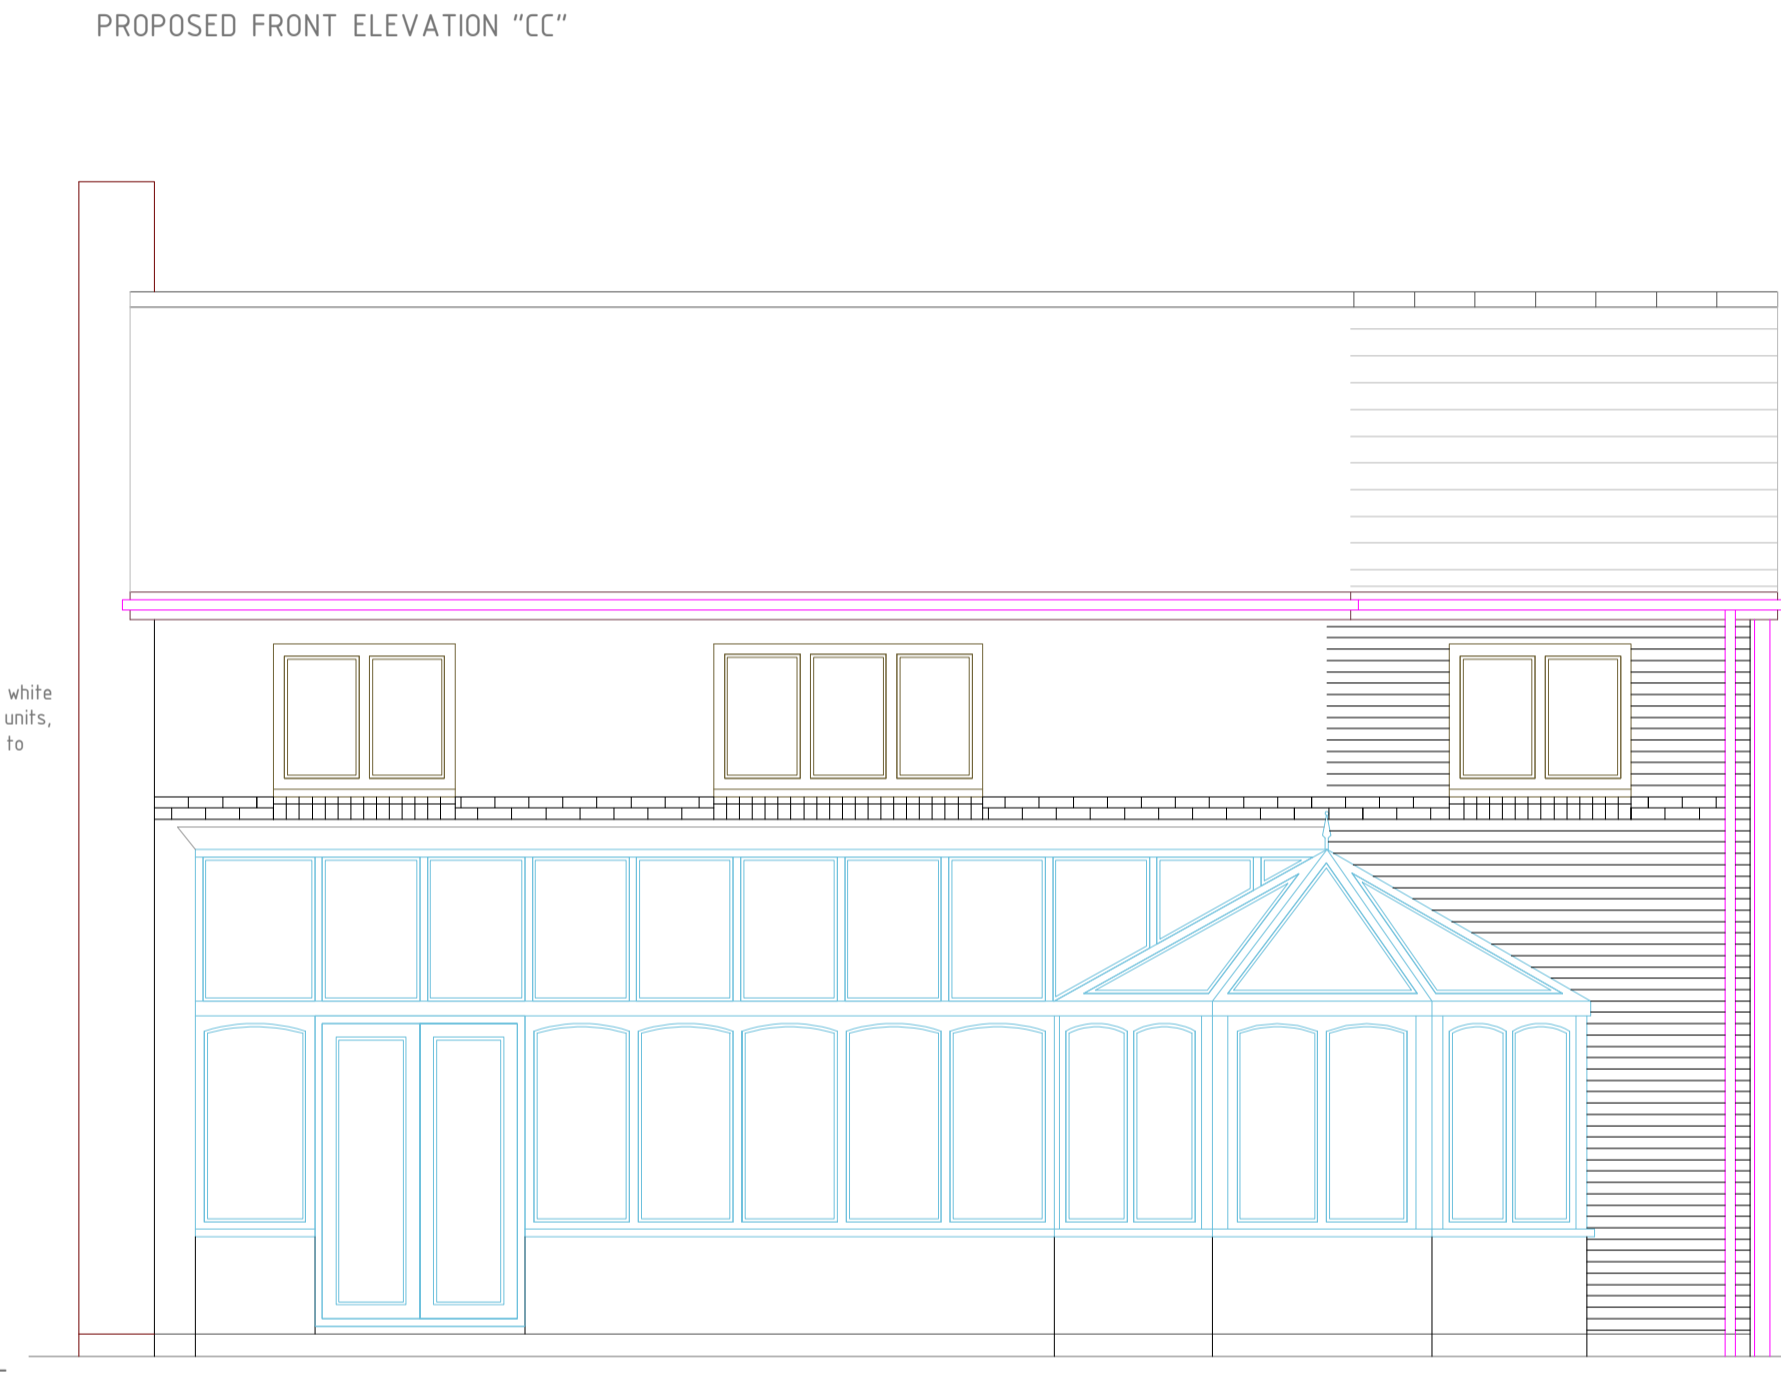 PROPOSED FRONT ELEVATION "CC"
white
units,
to